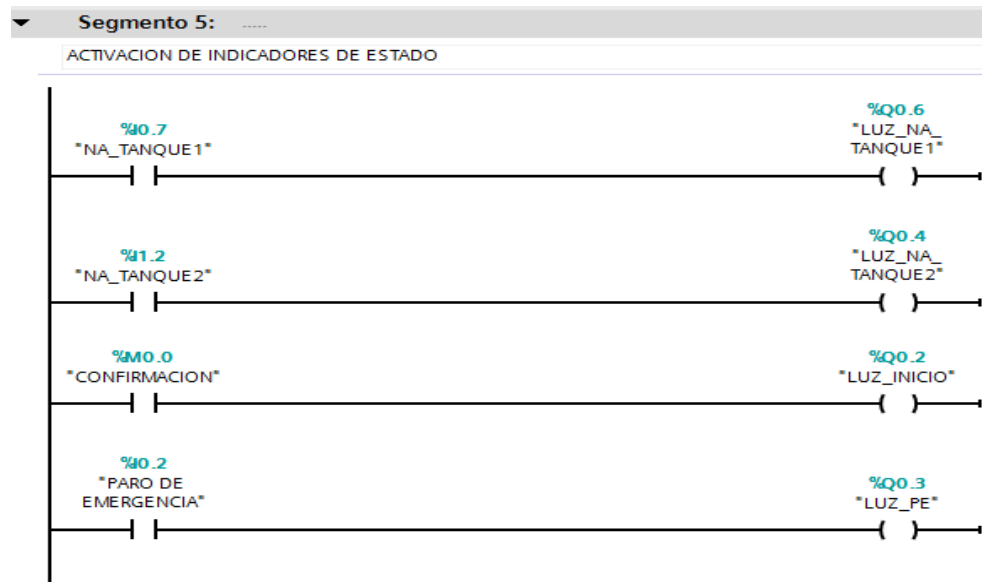 Segmento 5: .....
ACTIVACION DE INDICADORES DE ESTADO
%I0.7
"NA_TANQUE1"
%Q0.6
"LUZ_NA_
TANQUE1"
%I1.2
"NA_TANQUE2"
%Q0.4
"LUZ_NA_
TANQUE2"
%M0.0
"CONFIRMACION"
%Q0.2
"LUZ_INICIO"
%I0.2
"PARO DE
EMERGENCIA"
%Q0.3
"LUZ_PE"